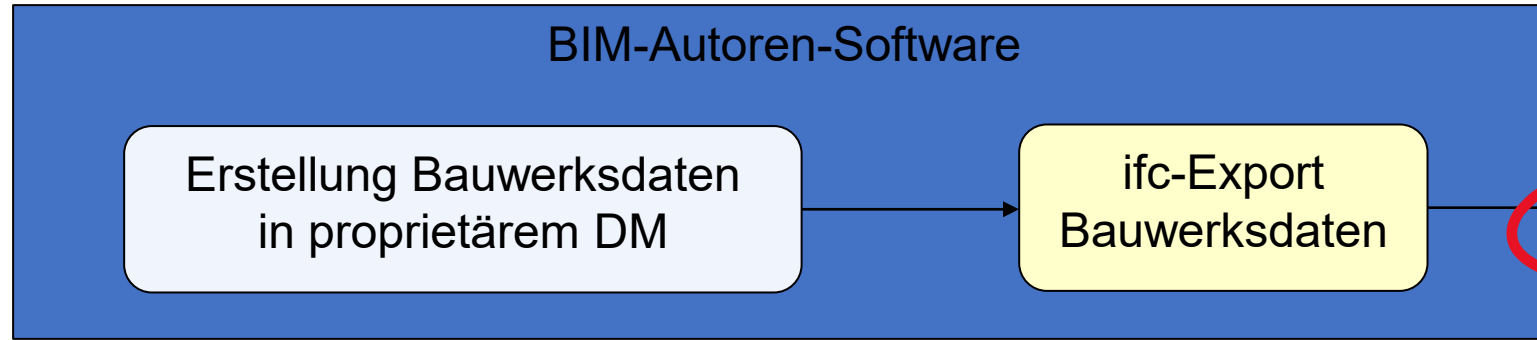 BIM-Autoren-Software
Erstellung Bauwerksdaten
in proprietärem DM
ifc-Export
Bauwerksdaten